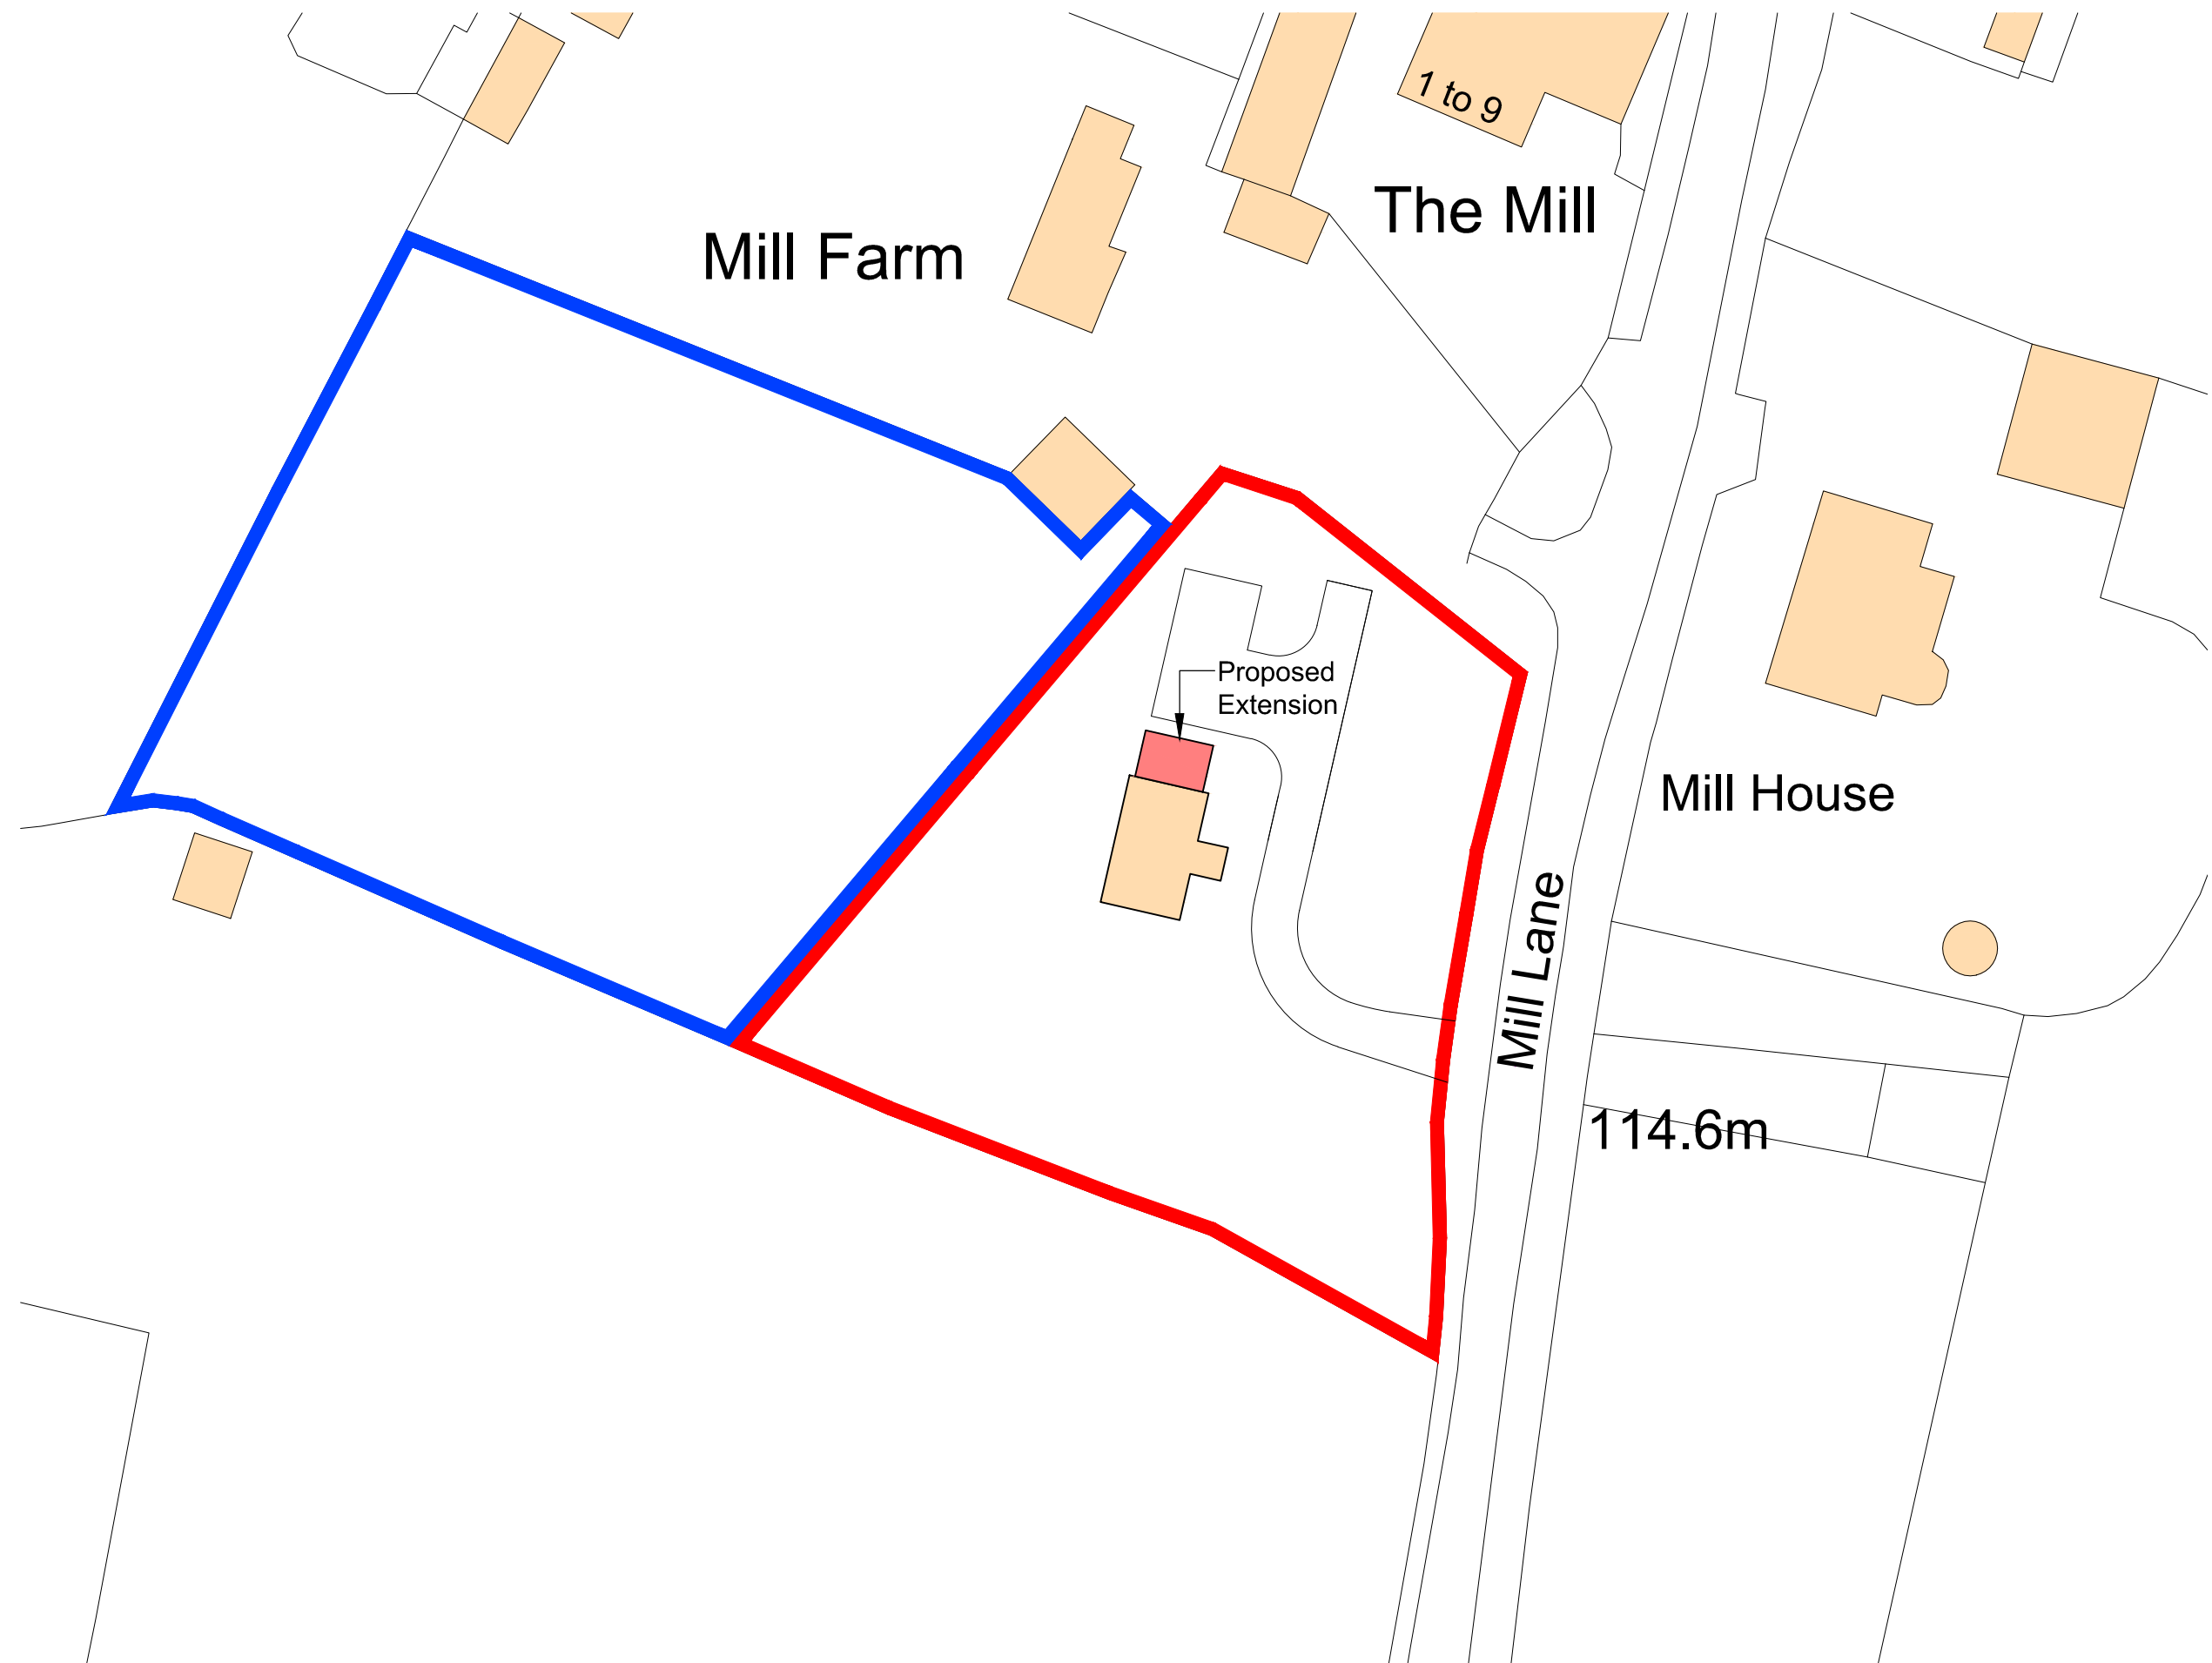 1 to 9
The Mill
Mill Farm
Proposed
Extension
Mill House
Mill Lane
114.6m